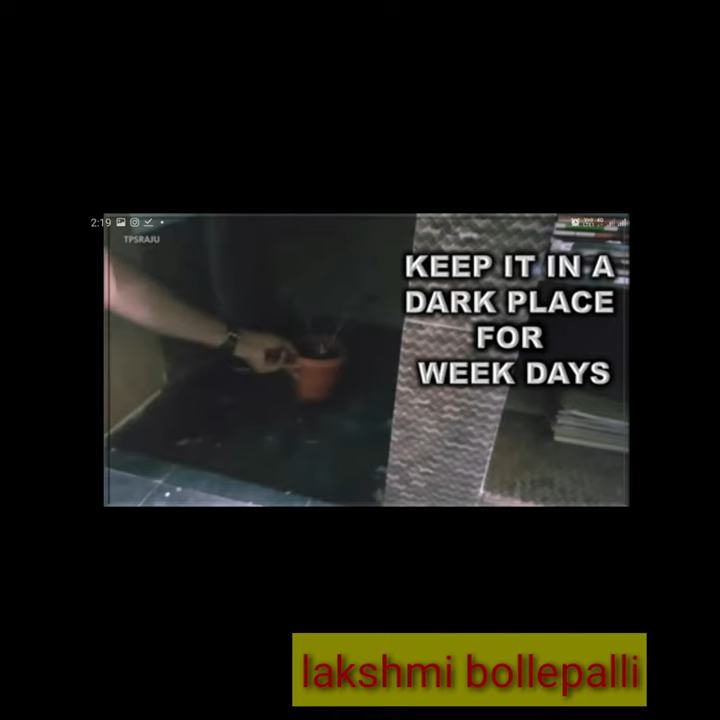 2:19
TPSRAJU
KEEP IT IN A
DARK PLACE
FOR
WEEK DAYS
lakshmi bollepalli